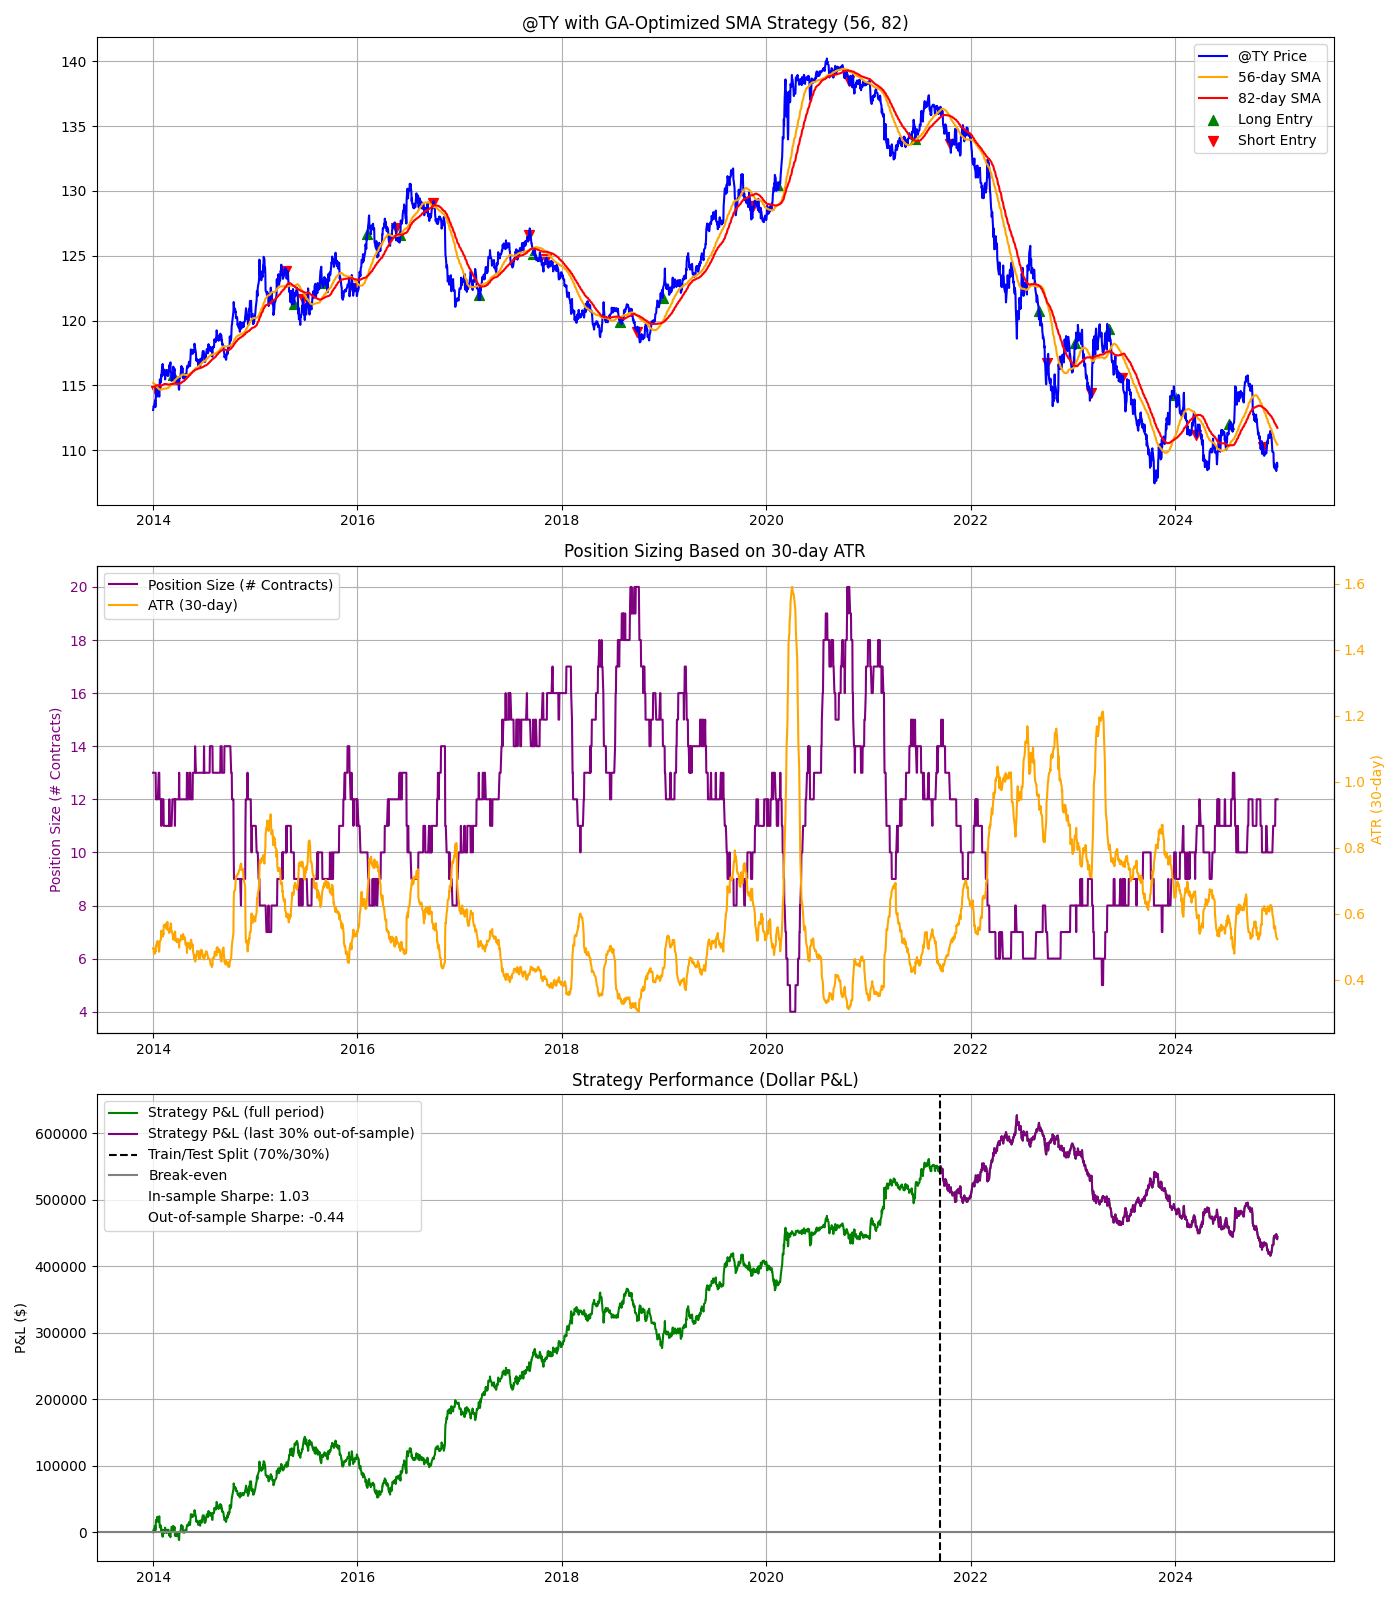 @TY with GA-Optimized SMA Strategy (56, 82)
@TY Price
56-day SMA
82-day SMA
Long Entry
Short Entry
140
135
130
125
120
115
110
2014
2016
2018
2020
2022
2024
Position Sizing Based on 30-day ATR
Position Size (# Contracts)
ATR (30-day)
Position Size (# Contracts)
20
18
16
14
12
10
8
6
4
1.6
1.4
1.2
1.0
0.8
0.6
0.4
ATR (30-day)
2014
2016
2018
2020
2022
2024
Strategy Performance (Dollar P&L)
Strategy P&L (full period)
Strategy P&L (last 30% out-of-sample)
Train/Test Split (70%/30%)
Break-even
In-sample Sharpe: 1.03
Out-of-sample Sharpe: -0.44
P&L ($)
600000
500000
400000
300000
200000
100000
0
2014
2016
2018
2020
2022
2024